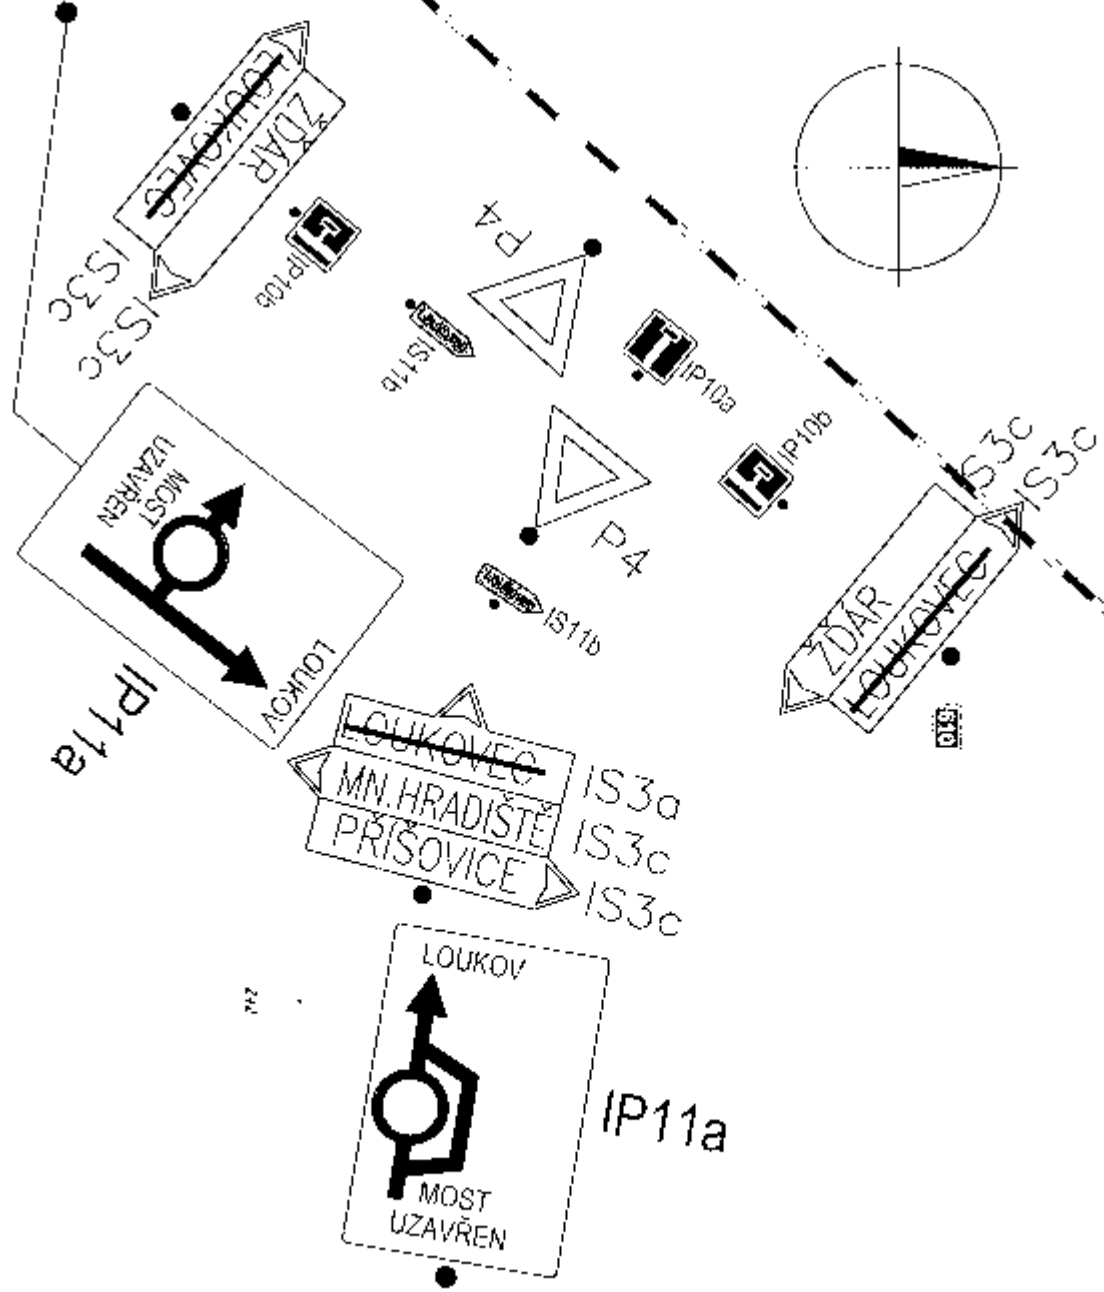 LOUKOVEC
ŽĎÁR
IS3c
IS3c
IP10b
P4
IS11b
IP10a
IP10b
IS3c
IS3c
MOST
UZAVŘEN
LOUKOV
IP11a
P4
IS11b
ŽĎÁR
LOUKOVEC
LOUKOVEC
MN.HRADIŠTĚ
PŘÍŠOVICE
IS3a
IS3c
IS3c
LOUKOV
MOST
UZAVŘEN
IP11a